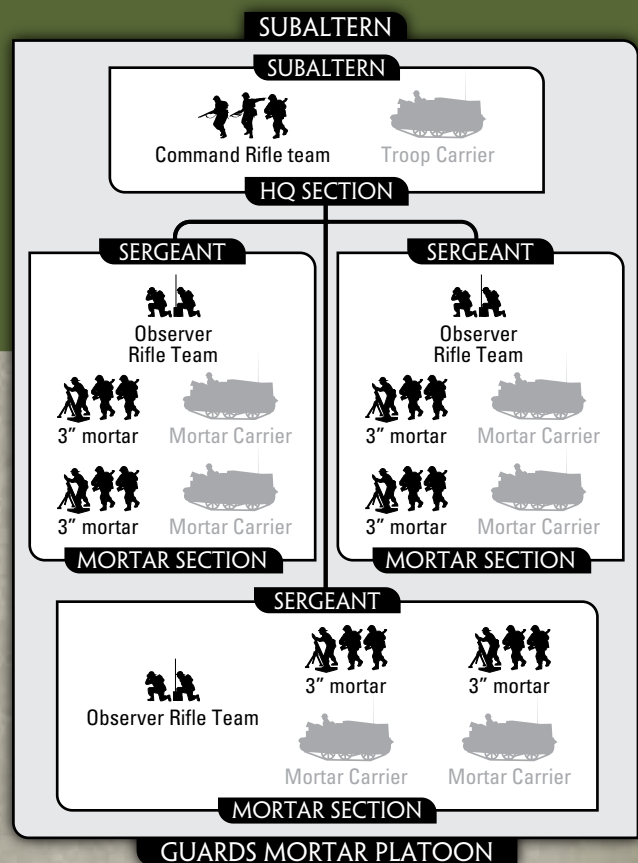 SUBALTERN
SUBALTERN
Command Rifle team
Troop Carrier
HQ SECTION
SERGEANT
Observer
Rifle Team
3" mortar
Mortar Carrier
3" mortar
Mortar Carrier
MORTAR SECTION
SERGEANT
Observer
Rifle Team
3" mortar
Mortar Carrier
3" mortar
Mortar Carrier
MORTAR SECTION
SERGEANT
Observer Rifle Team
3" mortar
3" mortar
Mortar Carrier
Mortar Carrier
MORTAR SECTION
GUARDS MORTAR PLATOON